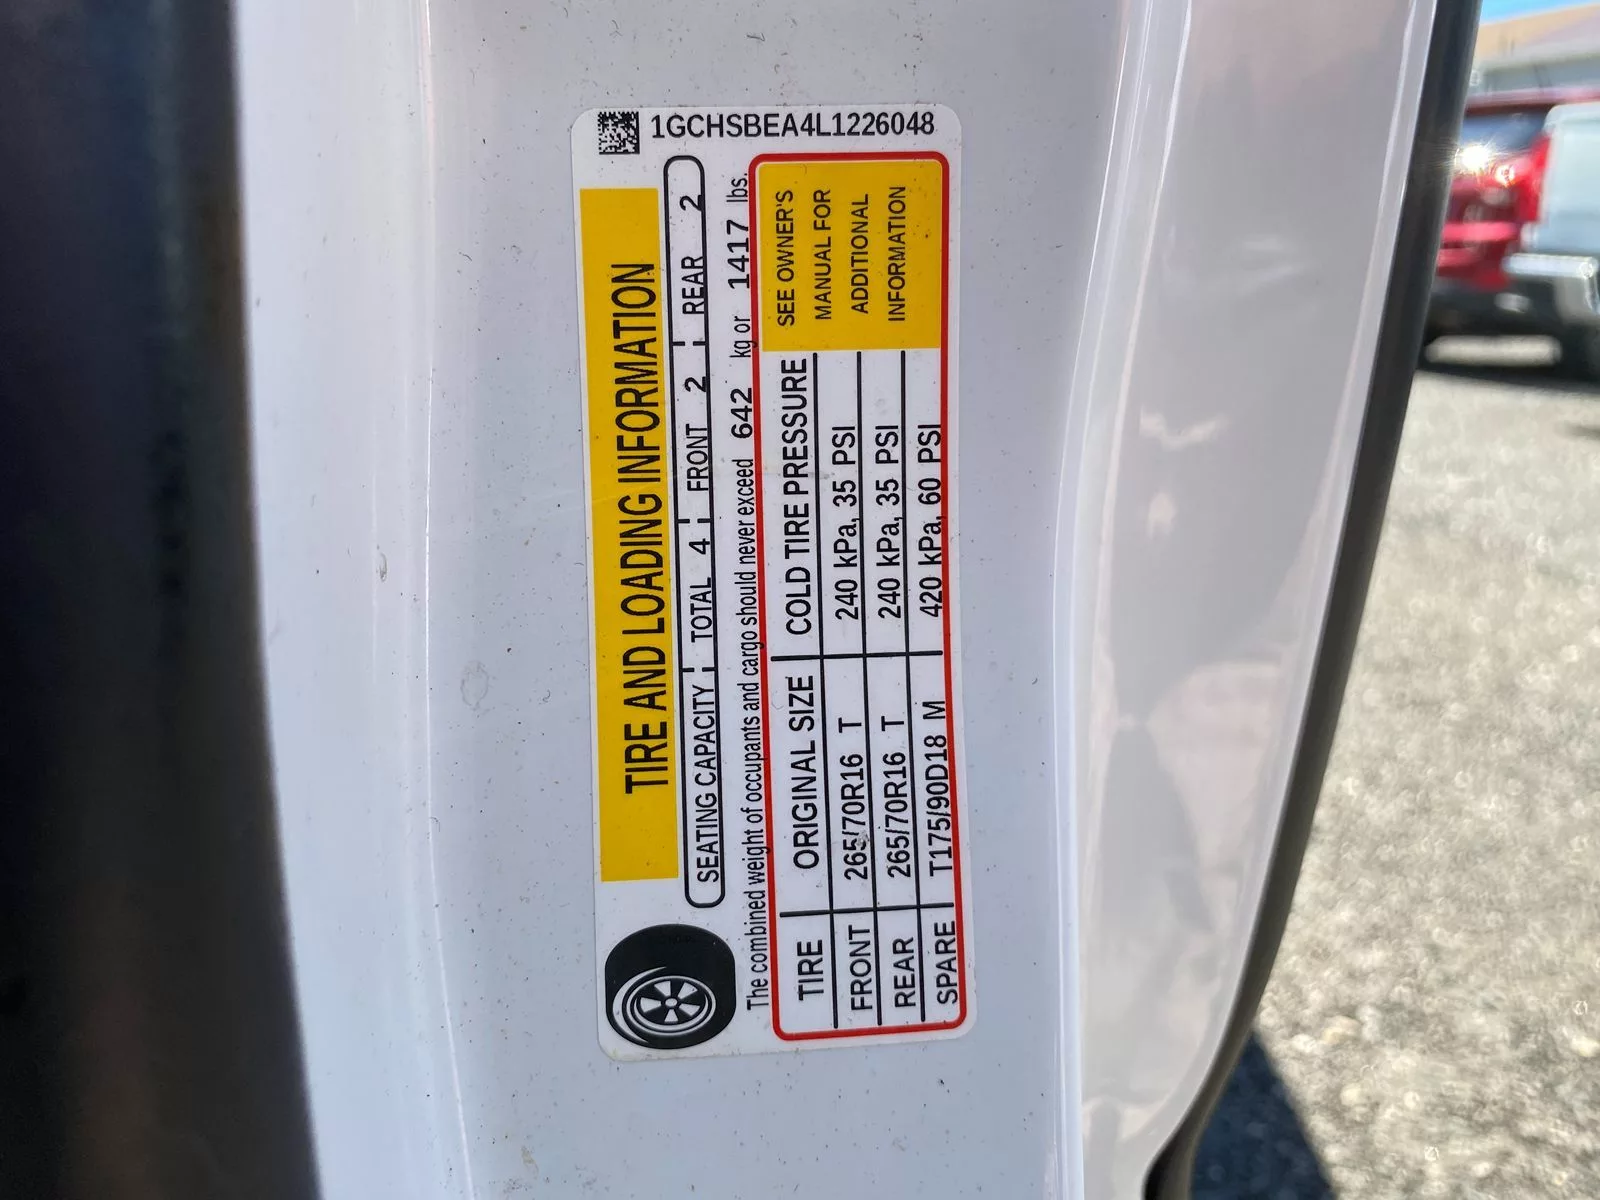 1GCHSBEA4L1226048
TIRE AND LOADING INFORMATION
SEATING CAPACITY TOTAL 4 FRONT 2 REAR 2
The combined weight of occupants and cargo should never exceed 642 kg or 1417 lbs.
TIRE ORIGINAL SIZE COLD TIRE PRESSURE
FRONT 265/70R16 T 240 kPa, 35 PSI
REAR 265/70R16 T 240 kPa, 35 PSI
SPARE T175/90D18 M 420 kPa, 60 PSI
SEE OWNER'S
MANUAL FOR
ADDITIONAL
INFORMATION